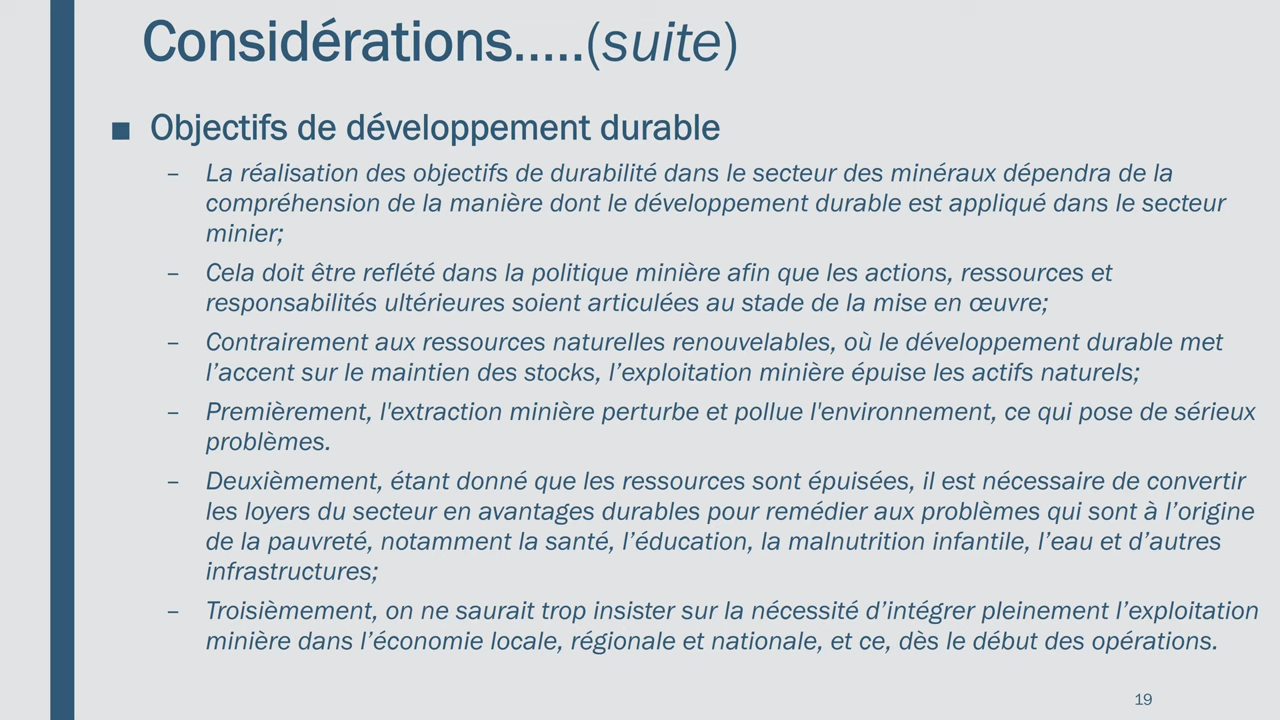 Considérations.....(suite)
■ Objectifs de développement durable
– La réalisation des objectifs de durabilité dans le secteur des minéraux dépendra de la
compréhension de la manière dont le développement durable est appliqué dans le secteur
minier;
– Cela doit être reflété dans la politique minière afin que les actions, ressources et
responsabilités ultérieures soient articulées au stade de la mise en œuvre;
– Contrairement aux ressources naturelles renouvelables, où le développement durable met
l’accent sur le maintien des stocks, l’exploitation minière épuise les actifs naturels;
– Premièrement, l'extraction minière perturbe et pollue l'environnement, ce qui pose de sérieux
problèmes.
– Deuxièmement, étant donné que les ressources sont épuisées, il est nécessaire de convertir
les loyers du secteur en avantages durables pour remédier aux problèmes qui sont à l’origine
de la pauvreté, notamment la santé, l’éducation, la malnutrition infantile, l’eau et d’autres
infrastructures;
– Troisièmement, on ne saurait trop insister sur la nécessité d’intégrer pleinement l’exploitation
minière dans l’économie locale, régionale et nationale, et ce, dès le début des opérations.
19